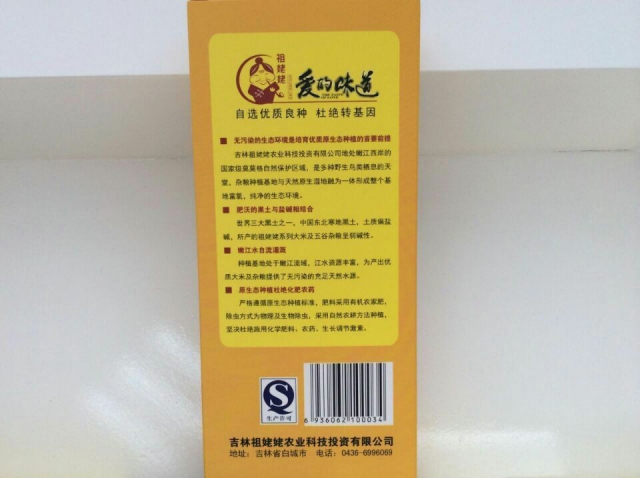 祖姥姥
爱的味道
自选优质良种 杜绝转基因
无污染的生态环境是培育优质原生态种植的首要前提
吉林祖姥姥农业科技投资有限公司地处嫩江西岸的
国家级莫莫格自然保护区域，是多种野生鸟类栖息的天
堂。杂粮种植基地与天然原生湿地融为一体形成整个基
地富氧，纯净的生态环境。
肥沃的黑土与盐碱相结合
世界三大黑土之一，中国东北寒地黑土，土质偏盐
碱，所产的祖姥姥系列大米及五谷杂粮呈弱碱性。
嫩江水自流灌溉
种植基地处于嫩江流域，江水资源丰富，为产出优
质大米及杂粮提供了无污染的充足天然水源。
原生态种植杜绝化肥农药
严格遵循原生态种植标准，肥料采用有机农家肥，
除虫方式为物理及生物除虫，采用自然农耕方法种植，
坚决杜绝施用化学肥料、农药、生长调节激素。
生产许可
6 936062 100034
吉林祖姥姥农业科技投资有限公司
地址：吉林省白城市 电话：0436-6996069